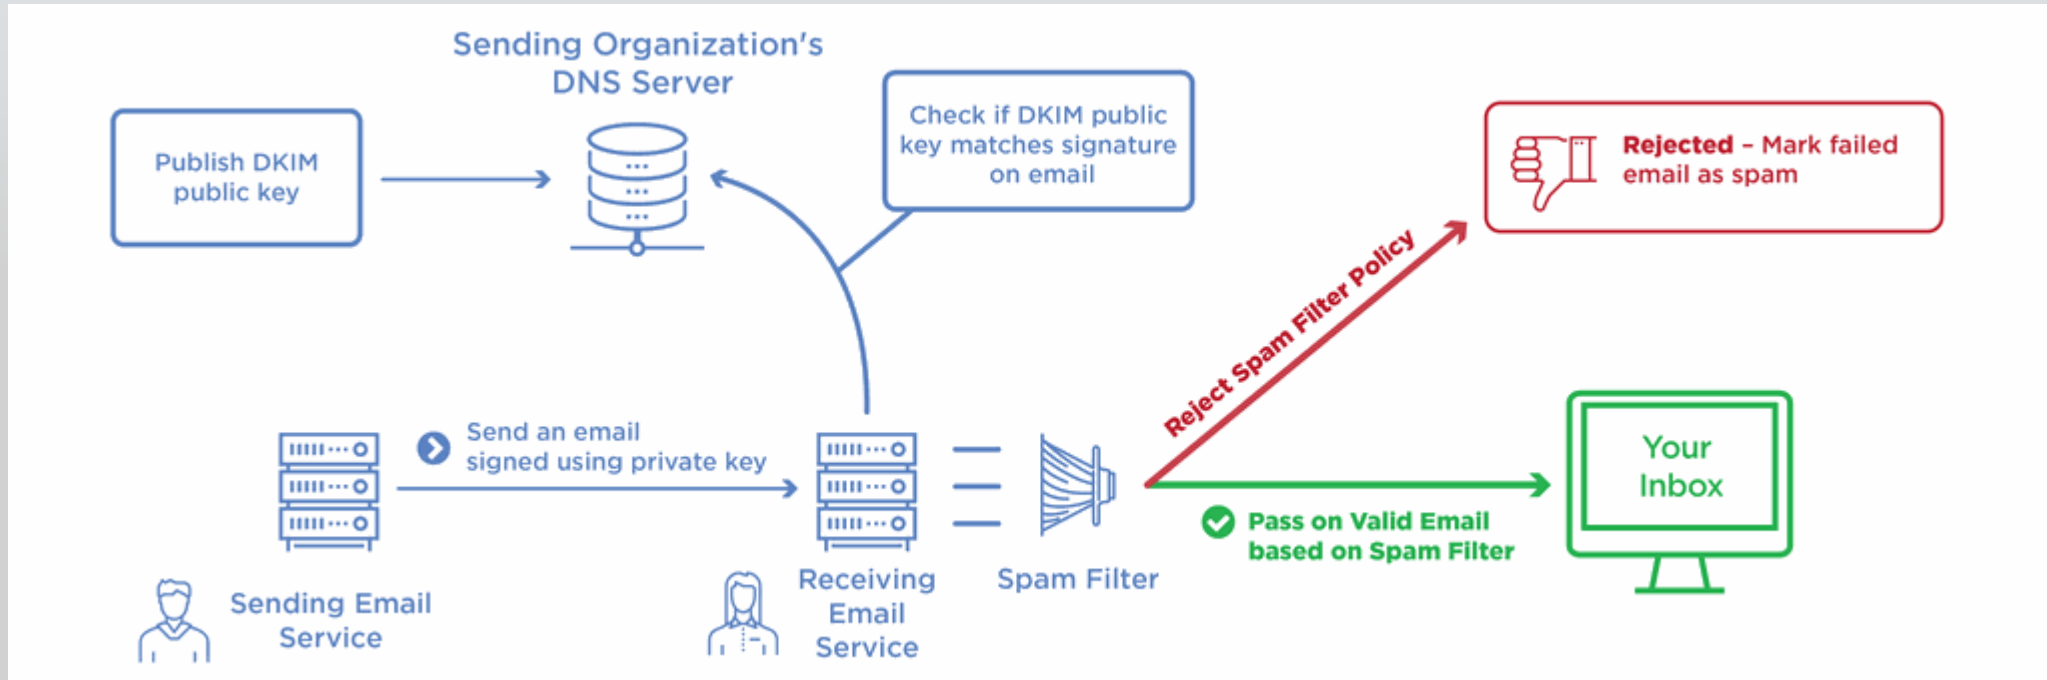 Sending Organization's
DNS Server
Publish DKIM
public key
Check if DKIM public
key matches signature
on email
Rejected – Mark failed
email as spam
Reject Spam Filter Policy
Send an email
signed using private key
Your
Inbox
Pass on Valid Email
based on Spam Filter
Sending Email
Service
Receiving
Email
Service
Spam Filter